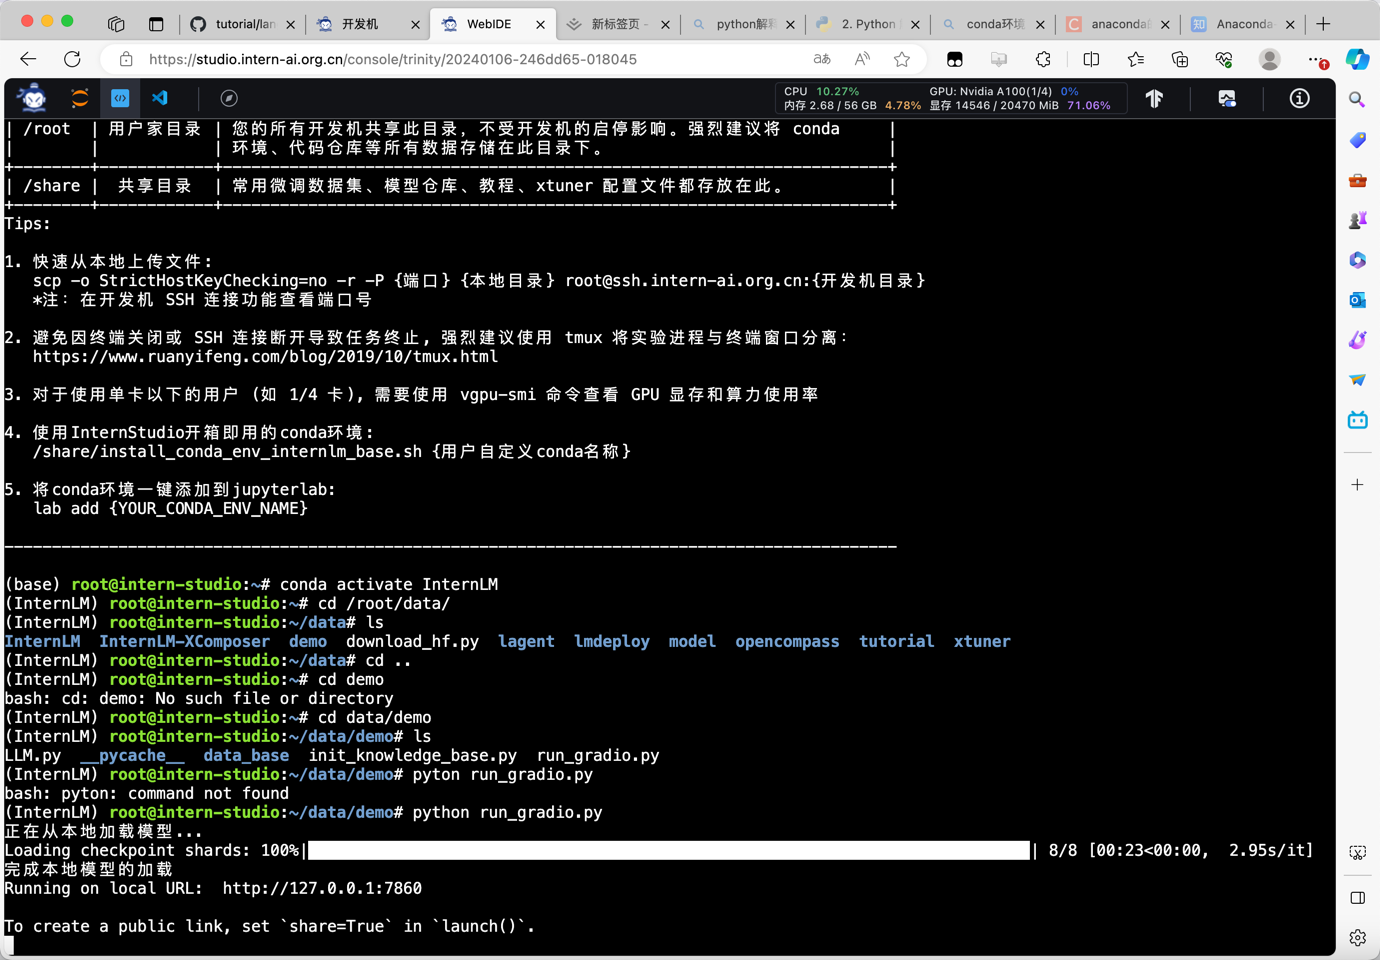 tutorial/lan
开发机
WebIDE
新标签页 -
python解
2. Python
conda环境
anaconda
Anaconda
https://studio.intern-ai.org.cn/console/trinity/20240106-246dd65-018045
CPU 10.27% GPU: Nvidia A100(1/4) 0%
内存 2.68 / 56 GB 4.78% 显存 14546 / 20470 MiB 71.06%
| /root | 用户家目录 | 您的所有开发机共享此目录，不受开发机的启停影响。强烈建议将 conda |
| | | 环境、代码仓库等所有数据存储在此目录下。 |
| /share | 共享目录 | 常用微调数据集、模型仓库、教程、xtuner 配置文件都存放在此。 |
Tips:
1. 快速从本地上传文件：
scp -o StrictHostKeyChecking=no -r -P {端口} {本地目录} root@ssh.intern-ai.org.cn:{开发机目录}
*注：在开发机 SSH 连接功能查看端口号
2. 避免因终端关闭或 SSH 连接断开导致任务终止，强烈建议使用 tmux 将实验进程与终端窗口分离：
https://www.ruanyifeng.com/blog/2019/10/tmux.html
3. 对于使用单卡以下的用户 (如 1/4 卡)，需要使用 vgpu-smi 命令查看 GPU 显存和算力使用率
4. 使用InternStudio开箱即用的conda环境：
/share/install_conda_env_internlm_base.sh {用户自定义conda名称}
5. 将conda环境一键添加到jupyterlab：
lab add {YOUR_CONDA_ENV_NAME}
(base) root@intern-studio:~# conda activate InternLM
(InternLM) root@intern-studio:~# cd /root/data/
(InternLM) root@intern-studio:~/data# ls
InternLM InternLM-XComposer demo download_hf.py lagent lmdeploy model opencompass tutorial xtuner
(InternLM) root@intern-studio:~/data# cd ..
(InternLM) root@intern-studio:~# cd demo
bash: cd: demo: No such file or directory
(InternLM) root@intern-studio:~# cd data/demo
(InternLM) root@intern-studio:~/data/demo# ls
LLM.py __pycache__ data_base init_knowledge_base.py run_gradio.py
(InternLM) root@intern-studio:~/data/demo# pyton run_gradio.py
bash: pyton: command not found
(InternLM) root@intern-studio:~/data/demo# python run_gradio.py
正在从本地加载模型...
Loading checkpoint shards: 100%| | 8/8 [00:23<00:00, 2.95s/it]
完成本地模型的加载
Running on local URL: http://127.0.0.1:7860
To create a public link, set `share=True` in `launch()`.